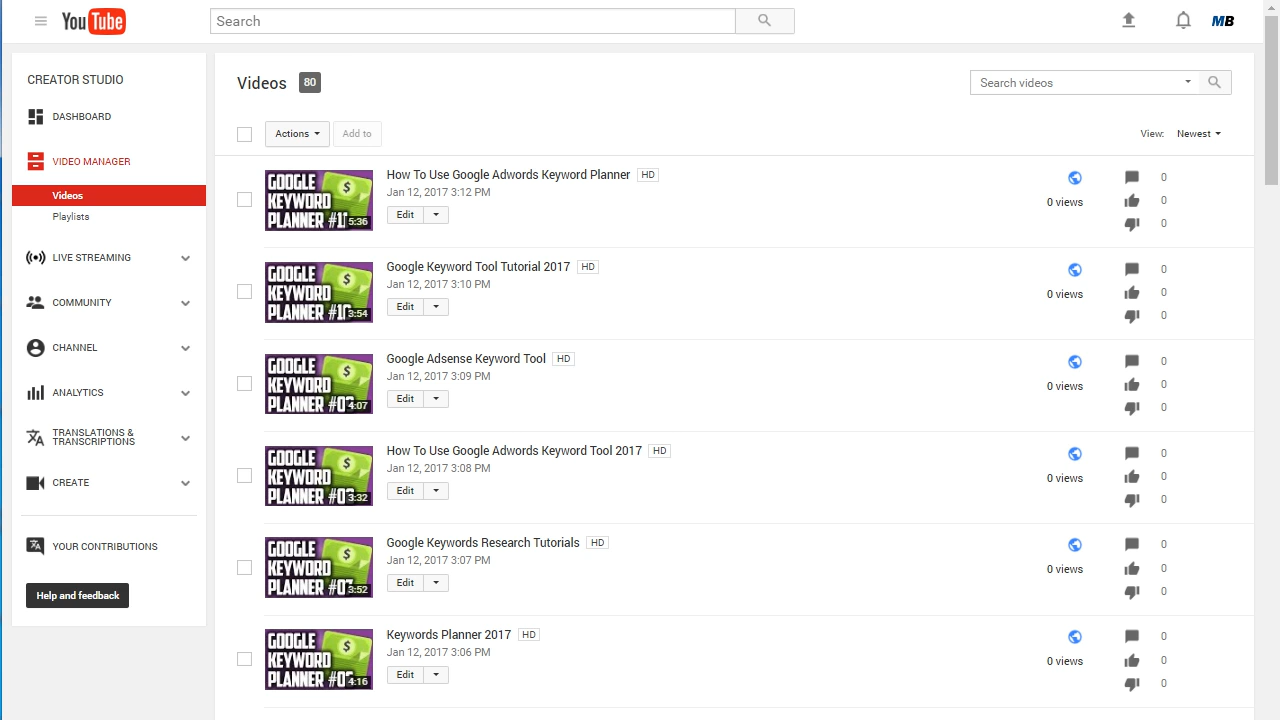 YouTube
Search
MB
CREATOR STUDIO
DASHBOARD
VIDEO MANAGER
Videos
Playlists
LIVE STREAMING
COMMUNITY
CHANNEL
ANALYTICS
TRANSLATIONS &
TRANSCRIPTIONS
CREATE
YOUR CONTRIBUTIONS
Help and feedback
Videos 80
Search videos
Actions
Add to
View: Newest
GOOGLE
KEYWORD
PLANNER
5:36
How To Use Google Adwords Keyword Planner HD
Jan 12, 2017 3:12 PM
Edit
0 views
0
0
0
GOOGLE
KEYWORD
PLANNER
3:54
Google Keyword Tool Tutorial 2017 HD
Jan 12, 2017 3:10 PM
Edit
0 views
0
0
0
GOOGLE
KEYWORD
PLANNER
4:07
Google Adsense Keyword Tool HD
Jan 12, 2017 3:09 PM
Edit
0 views
0
0
0
GOOGLE
KEYWORD
PLANNER
3:32
How To Use Google Adwords Keyword Tool 2017 HD
Jan 12, 2017 3:08 PM
Edit
0 views
0
0
0
GOOGLE
KEYWORD
PLANNER
3:52
Google Keywords Research Tutorials HD
Jan 12, 2017 3:07 PM
Edit
0 views
0
0
0
GOOGLE
KEYWORD
PLANNER
4:16
Keywords Planner 2017 HD
Jan 12, 2017 3:06 PM
Edit
0 views
0
0
0